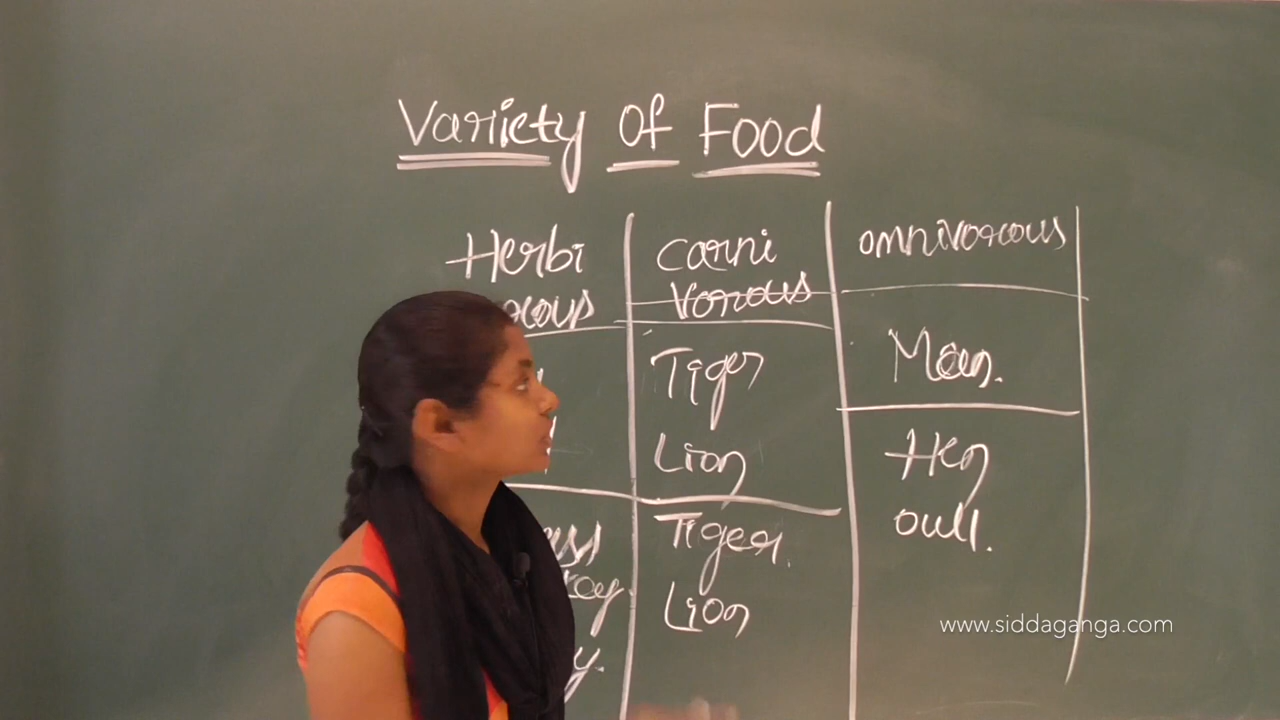 Variety Of Food
Herbi
Carni
vorous
omnivorous
Tiger
Lion
Man.
Tiger.
Lion
Hen
owl.
www.siddaganga.com